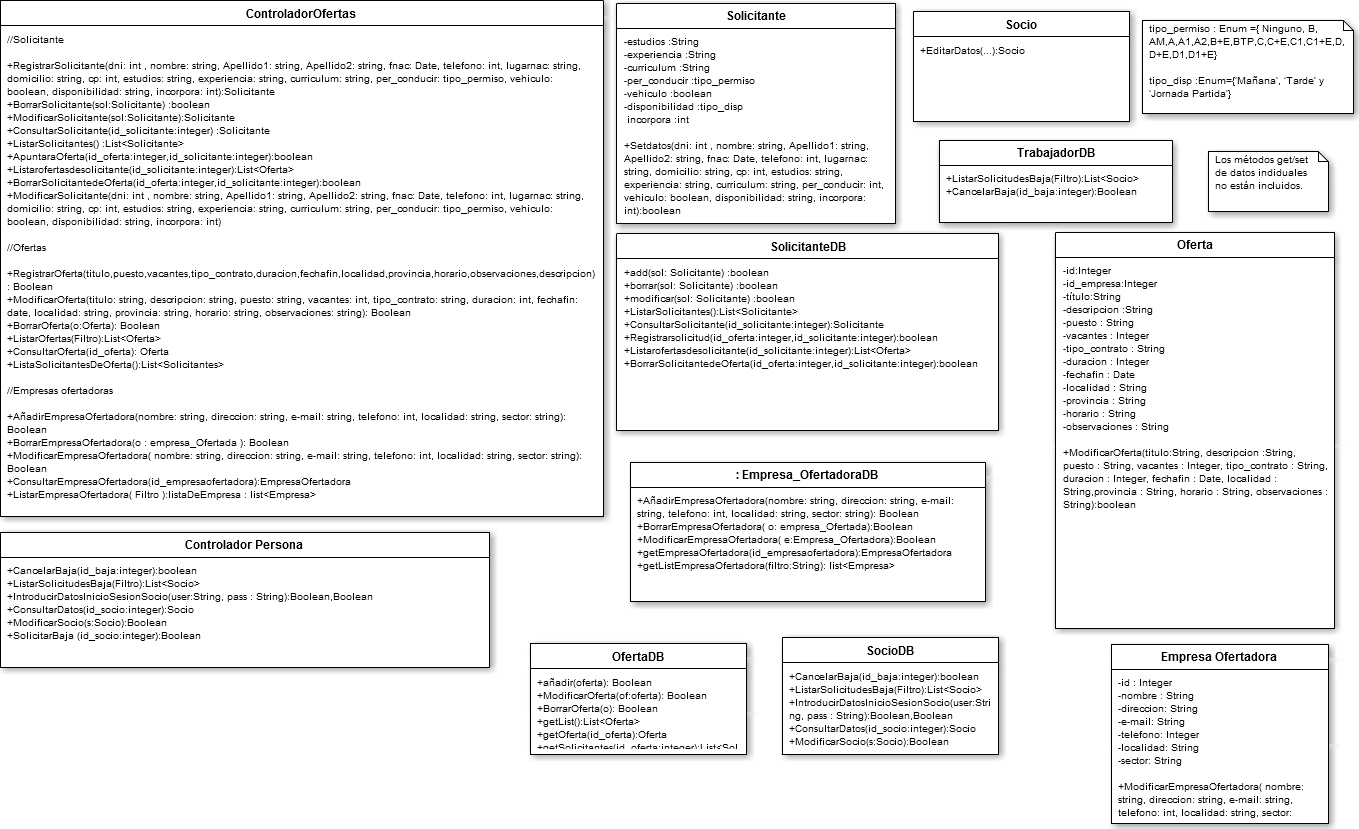 ControladorOfertas
//Solicitante
+RegistrarSolicitante(dni: int , nombre: string, Apellido1: string, Apellido2: string, fnac: Date, telefono: int, lugarnac: string,
domicilio: string, cp: int, estudios: string, experiencia: string, curriculum: string, per_conducir: tipo_permiso, vehiculo:
boolean, disponibilidad: string, incorpora: int):Solicitante
+BorrarSolicitante(sol:Solicitante) :boolean
+ModificarSolicitante(sol:Solicitante):Solicitante
+ConsultarSolicitante(id_solicitante:integer) :Solicitante
+ListarSolicitantes() :List<Solicitante>
+ApuntaraOferta(id_oferta:integer,id_solicitante:integer):boolean
+Listarofertasdesolicitante(id_solicitante:integer):List<Oferta>
+BorrarSolicitantedeOferta(id_oferta:integer,id_solicitante:integer):boolean
+ModificarSolicitante(dni: int , nombre: string, Apellido1: string, Apellido2: string, fnac: Date, telefono: int, lugarnac: string,
domicilio: string, cp: int, estudios: string, experiencia: string, curriculum: string, per_conducir: tipo_permiso, vehiculo:
boolean, disponibilidad: string, incorpora: int)
//Ofertas
+RegistrarOferta(titulo,puesto,vacantes,tipo_contrato,duracion,fechafin,localidad,provincia,horario,observaciones,descripcion)
: Boolean
+ModificarOferta(titulo: string, descripcion: string, puesto: string, vacantes: int, tipo_contrato: string, duracion: int, fechafin:
date, localidad: string, provincia: string, horario: string, observaciones: string): Boolean
+BorrarOferta(o:Oferta): Boolean
+ListarOfertas(Filtro):List<Oferta>
+ConsultarOferta(id_oferta): Oferta
+ListaSolicitantesDeOferta():List<Solicitantes>
//Empresas ofertadoras
+AñadirEmpresaOfertadora(nombre: string, direccion: string, e-mail: string, telefono: int, localidad: string, sector: string):
Boolean
+BorrarEmpresaOfertadora(o : empresa_Ofertada ): Boolean
+ModificarEmpresaOfertadora( nombre: string, direccion: string, e-mail: string, telefono: int, localidad: string, sector: string):
Boolean
+ConsultarEmpresaOfertadora(id_empresaofertadora):EmpresaOfertadora
+ListarEmpresaOfertadora( Filtro ):listaDeEmpresa : list<Empresa>
Solicitante
-estudios :String
-experiencia :String
-curriculum :String
-per_conducir :tipo_permiso
-vehiculo :boolean
-disponibilidad :tipo_disp
incorpora :int
+Setdatos(dni: int , nombre: string, Apellido1: string,
Apellido2: string, fnac: Date, telefono: int, lugarnac:
string, domicilio: string, cp: int, estudios: string,
experiencia: string, curriculum: string, per_conducir: int,
vehiculo: boolean, disponibilidad: string, incorpora:
int):boolean
Socio
+EditarDatos(...):Socio
tipo_permiso : Enum ={ Ninguno, B,
AM,A,A1,A2,B+E,BTP,C,C+E,C1,C1+E,D,
D+E,D1,D1+E}
tipo_disp :Enum={'Mañana', 'Tarde' y
'Jornada Partida'}
TrabajadorDB
+ListarSolicitudesBaja(Filtro):List<Socio>
+CancelarBaja(id_baja:integer):Boolean
Los métodos get/set
de datos indiduales
no están incluidos.
SolicitanteDB
+add(sol: Solicitante) :boolean
+borrar(sol: Solicitante) :boolean
+modificar(sol: Solicitante) :boolean
+ListarSolicitantes():List<Solicitante>
+ConsultarSolicitante(id_solicitante:integer):Solicitante
+Registrarsolicitud(id_oferta:integer,id_solicitante:integer):boolean
+Listarofertasdesolicitante(id_solicitante:integer):List<Oferta>
+BorrarSolicitantedeOferta(id_oferta:integer,id_solicitante:integer):boolean
Oferta
-id:Integer
-id_empresa:Integer
-título:String
-descripcion :String
-puesto : String
-vacantes : Integer
-tipo_contrato : String
-duracion : Integer
-fechafin : Date
-localidad : String
-provincia : String
-horario : String
-observaciones : String
+ModificarOferta(titulo:String, descripcion :String,
puesto : String, vacantes : Integer, tipo_contrato : String,
duracion : Integer, fechafin : Date, localidad :
String,provincia : String, horario : String, observaciones :
String):boolean
: Empresa_OfertadoraDB
+AñadirEmpresaOfertadora(nombre: string, direccion: string, e-mail:
string, telefono: int, localidad: string, sector: string): Boolean
+BorrarEmpresaOfertadora( o: empresa_Ofertada):Boolean
+ModificarEmpresaOfertadora( e:Empresa_Ofertadora):Boolean
+getEmpresaOfertadora(id_empresaofertadora):EmpresaOfertadora
+getListEmpresaOfertadora(filtro:String): list<Empresa>
Controlador Persona
+CancelarBaja(id_baja:integer):boolean
+ListarSolicitudesBaja(Filtro):List<Socio>
+IntroducirDatosInicioSesionSocio(user:String, pass : String):Boolean,Boolean
+ConsultarDatos(id_socio:integer):Socio
+ModificarSocio(s:Socio):Boolean
+SolicitarBaja (id_socio:integer):Boolean
OfertaDB
+añadir(oferta): Boolean
+ModificarOferta(of:oferta): Boolean
+BorrarOferta(o): Boolean
+getList():List<Oferta>
+getOferta(id_oferta):Oferta
+getSolicitantes(id_oferta:integer):List<Sol
SocioDB
+CancelarBaja(id_baja:integer):boolean
+ListarSolicitudesBaja(Filtro):List<Socio>
+IntroducirDatosInicioSesionSocio(user:Stri
ng, pass : String):Boolean,Boolean
+ConsultarDatos(id_socio:integer):Socio
+ModificarSocio(s:Socio):Boolean
Empresa Ofertadora
-id : Integer
-nombre : String
-direccion: String
-e-mail: String
-telefono: Integer
-localidad: String
-sector: String
+ModificarEmpresaOfertadora( nombre:
string, direccion: string, e-mail: string,
telefono: int, localidad: string, sector: